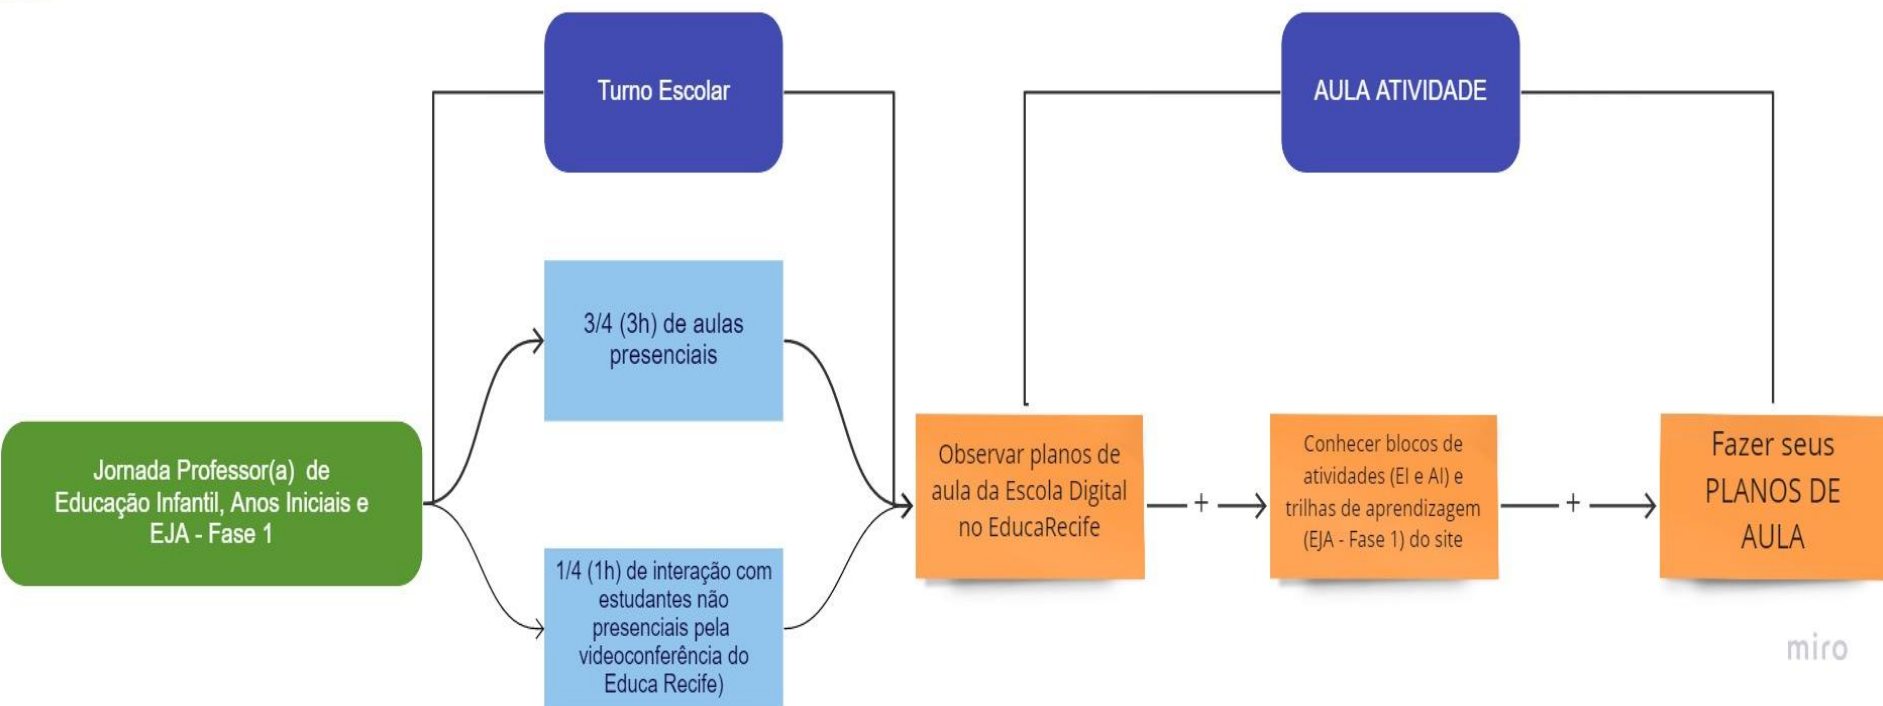 Turno Escolar
AULA ATIVIDADE
3/4 (3h) de aulas
presenciais
Jornada Professor(a) de
Educação Infantil, Anos Iniciais e
EJA - Fase 1
1/4 (1h) de interação com
estudantes não
presenciais pela
videoconferência do
Educa Recife)
Observar planos de
aula da Escola Digital
no EducaRecife
+
Conhecer blocos de
atividades (EI e AI) e
trilhas de aprendizagem
(EJA - Fase 1) do site
+
Fazer seus
PLANOS DE
AULA
miro